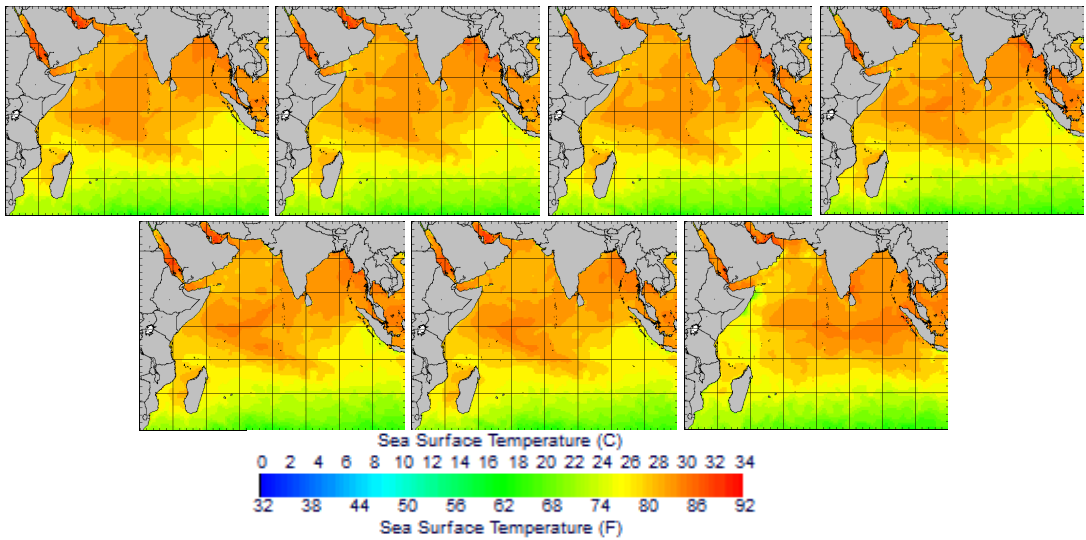 Sea Surface Temperature (C)
0 2 4 6 8 10 12 14 16 18 20 22 24 26 28 30 32 34
32 38 44 50 56 62 68 74 80 86 92
Sea Surface Temperature (F)